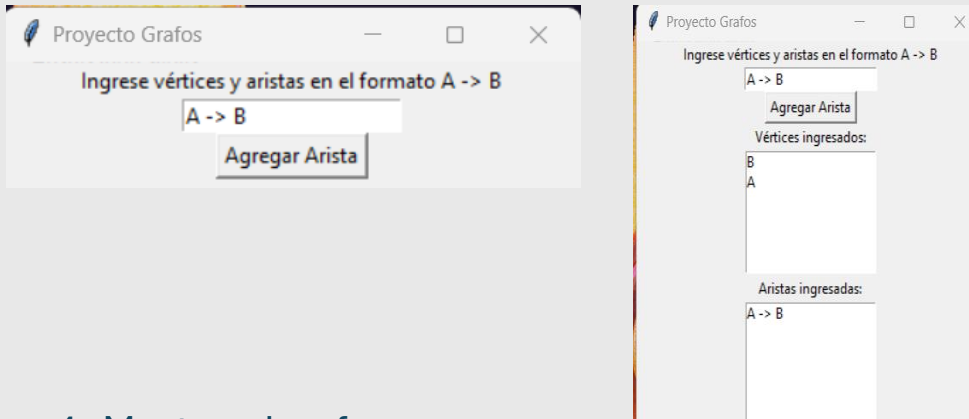 Proyecto Grafos
Ingrese vértices y aristas en el formato A -> B
A -> B
Agregar Arista
Proyecto Grafos
Ingrese vértices y aristas en el formato A -> B
A -> B
Agregar Arista
Vértices ingresados:
B
A
Aristas ingresadas:
A -> B